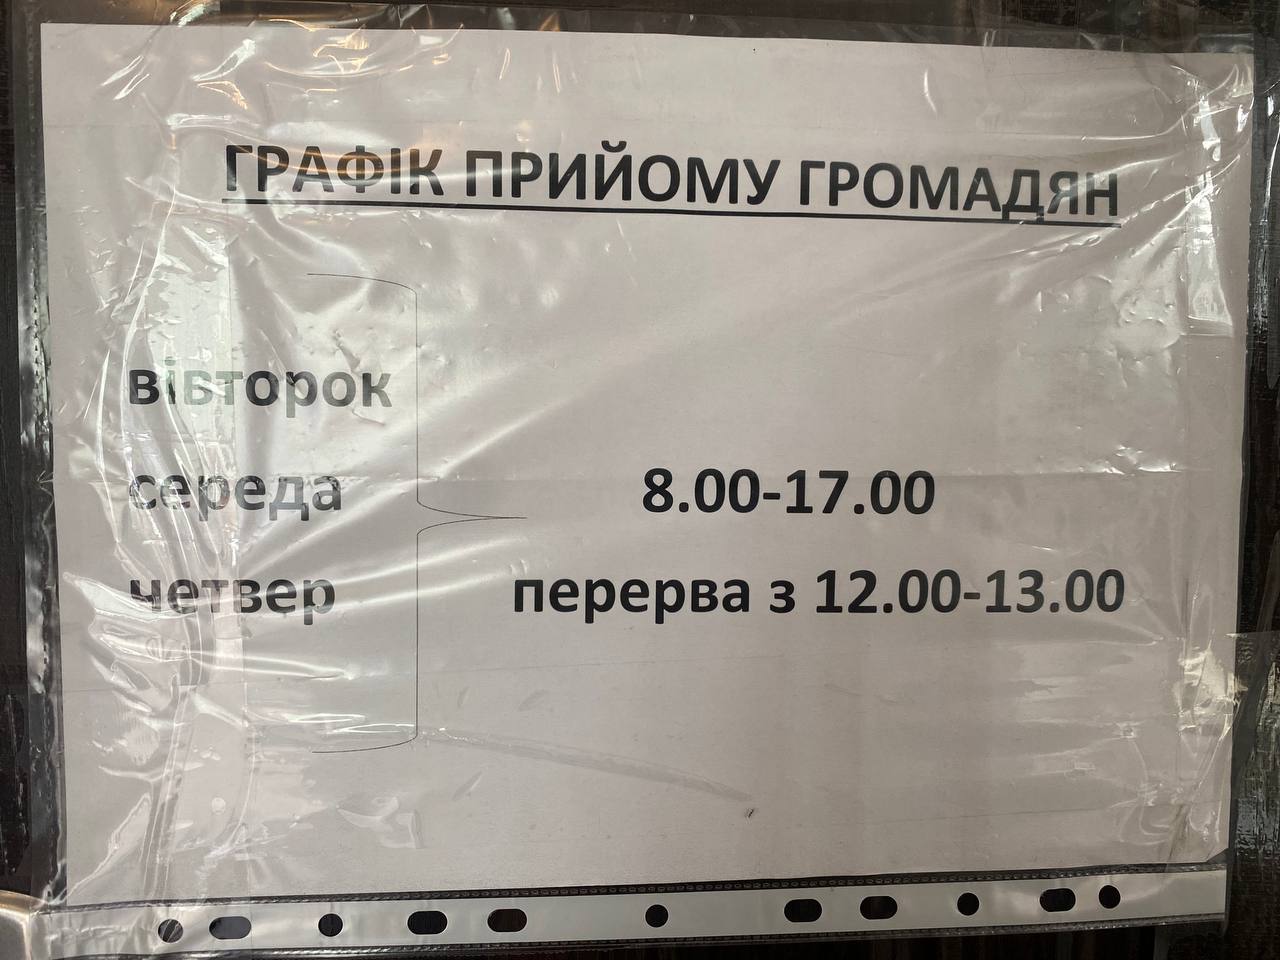 ГРАФІК ПРИЙОМУ ГРОМАДЯН
вівторок
середа
8.00-17.00
четвер
перерва з 12.00-13.00